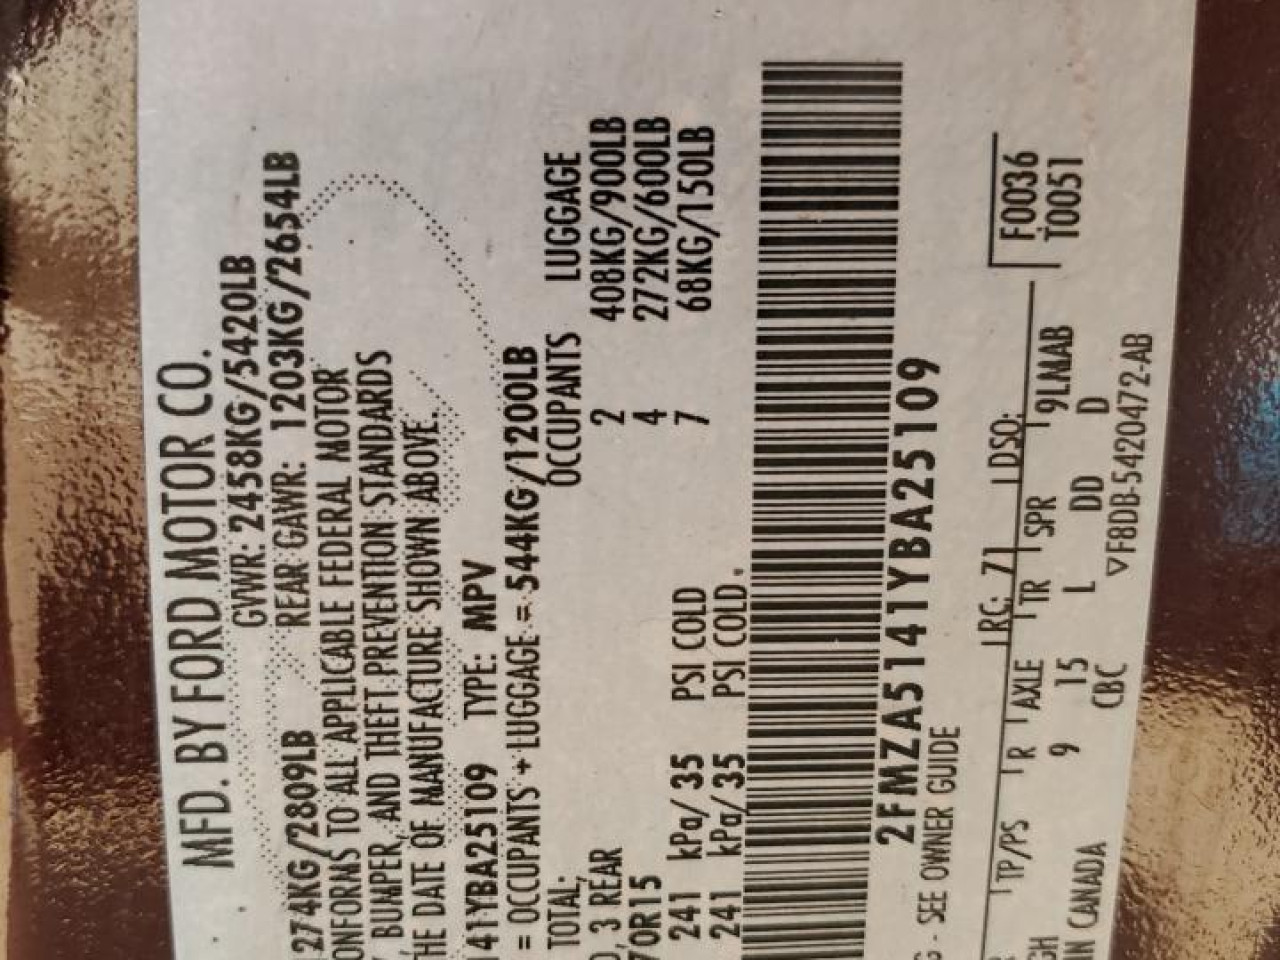 MFD. BY FORD MOTOR CO.
GVWR: 2458KG/5420LB
274KG/2809LB REAR GAWR: 1203KG/2654LB
ONFORMS TO ALL APPLICABLE FEDERAL MOTOR
BUMPER, AND THEFT PREVENTION STANDARDS
HE DATE OF MANUFACTURE SHOWN ABOVE.
41YBA25109 TYPE: MPV
= OCCUPANTS + LUGGAGE = 544KG/1200LB
TOTAL; OCCUPANTS LUGGAGE
, 3 REAR 2 408KG/900LB
70R15 4 272KG/600LB
241 kPa/ 35 PSI COLD 7 68KG/150LB
241 kPa/ 35 PSI COLD.
2FMZA5141YBA25109
G - SEE OWNER GUIDE
RC: 71 DSO: F0036
TP/PS R AXLE TR SPR T0051
GH 9 15 L DD 9LMAB
IN CANADA CBC D
▽F8DB-5420472-AB